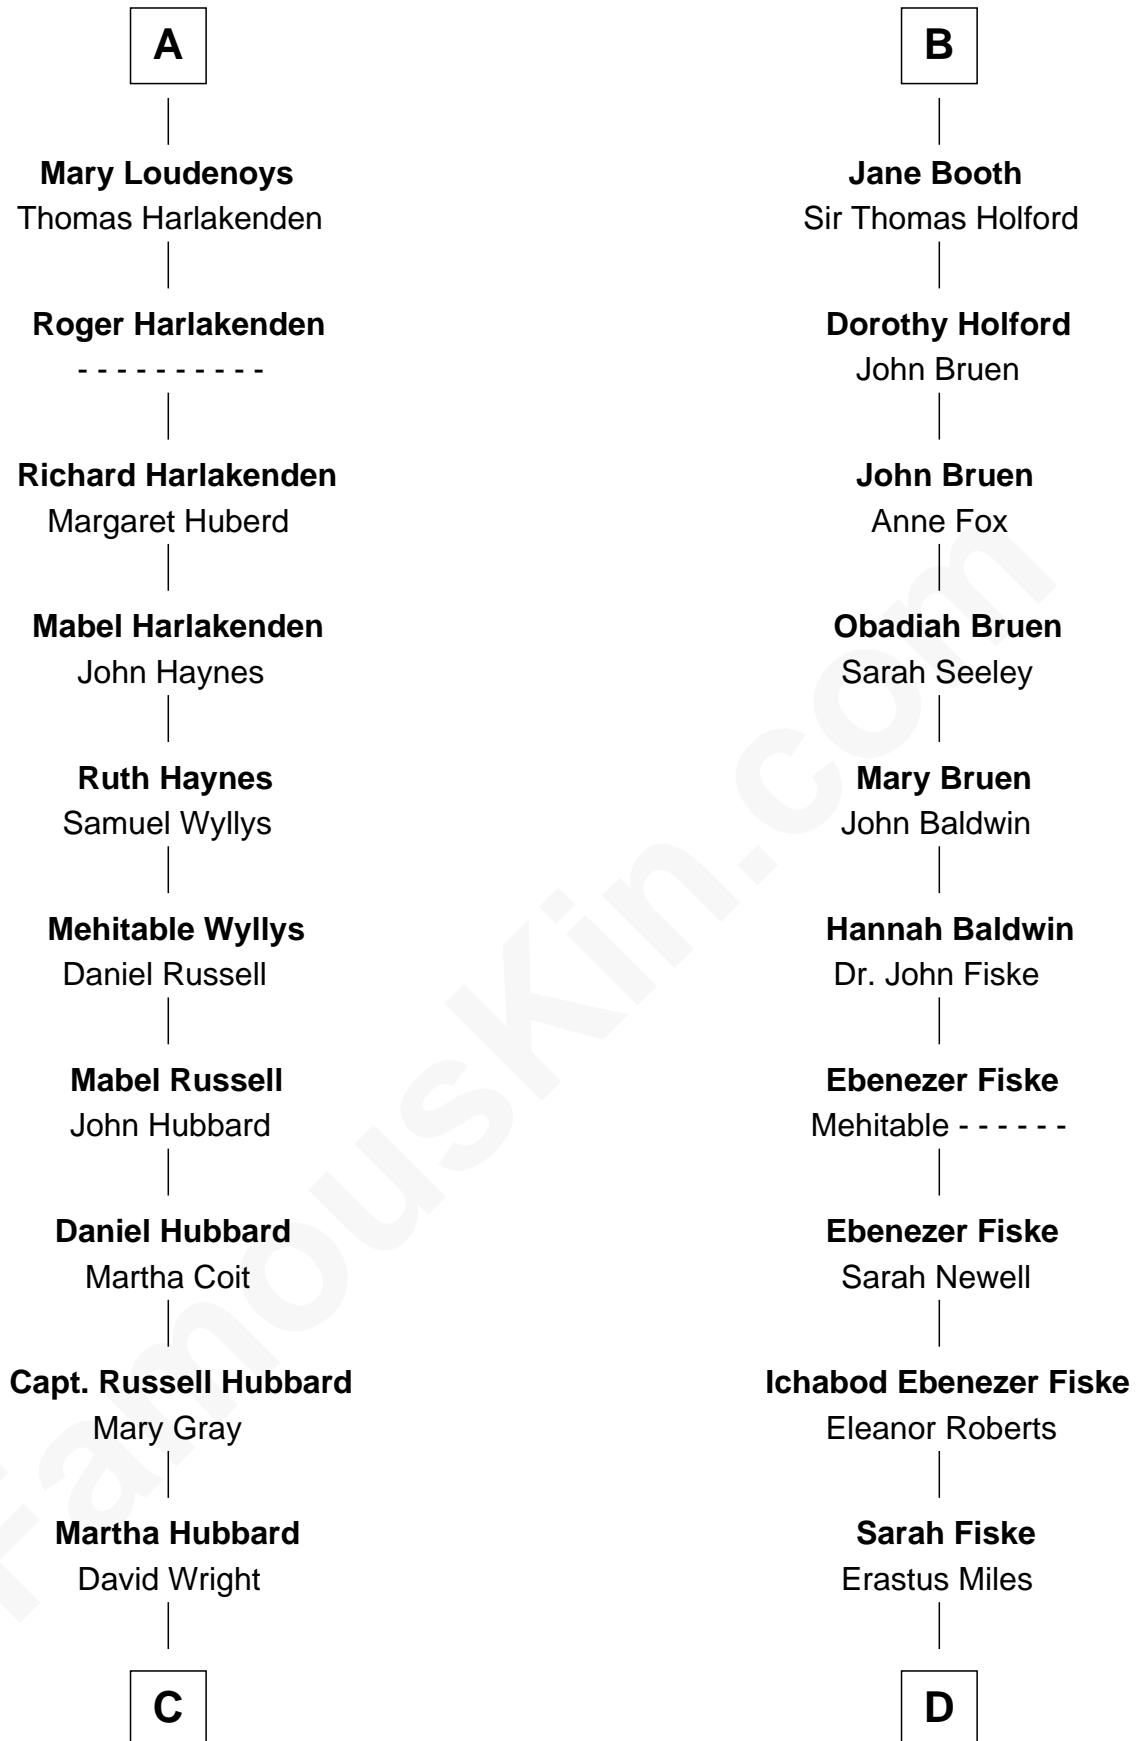 A
Mary Loudenoys
Thomas Harlakenden
Roger Harlakenden
- - - - - - - - - -
Richard Harlakenden
Margaret Huberd
Mabel Harlakenden
John Haynes
Ruth Haynes
Samuel Wyllys
Mehitable Wyllys
Daniel Russell
Mabel Russell
John Hubbard
Daniel Hubbard
Martha Coit
Capt. Russell Hubbard
Mary Gray
Martha Hubbard
David Wright
C
B
Jane Booth
Sir Thomas Holford
Dorothy Holford
John Bruen
John Bruen
Anne Fox
Obadiah Bruen
Sarah Seeley
Mary Bruen
John Baldwin
Hannah Baldwin
Dr. John Fiske
Ebenezer Fiske
Mehitable - - - - - -
Ebenezer Fiske
Sarah Newell
Ichabod Ebenezer Fiske
Eleanor Roberts
Sarah Fiske
Erastus Miles
D
FamousKin.com